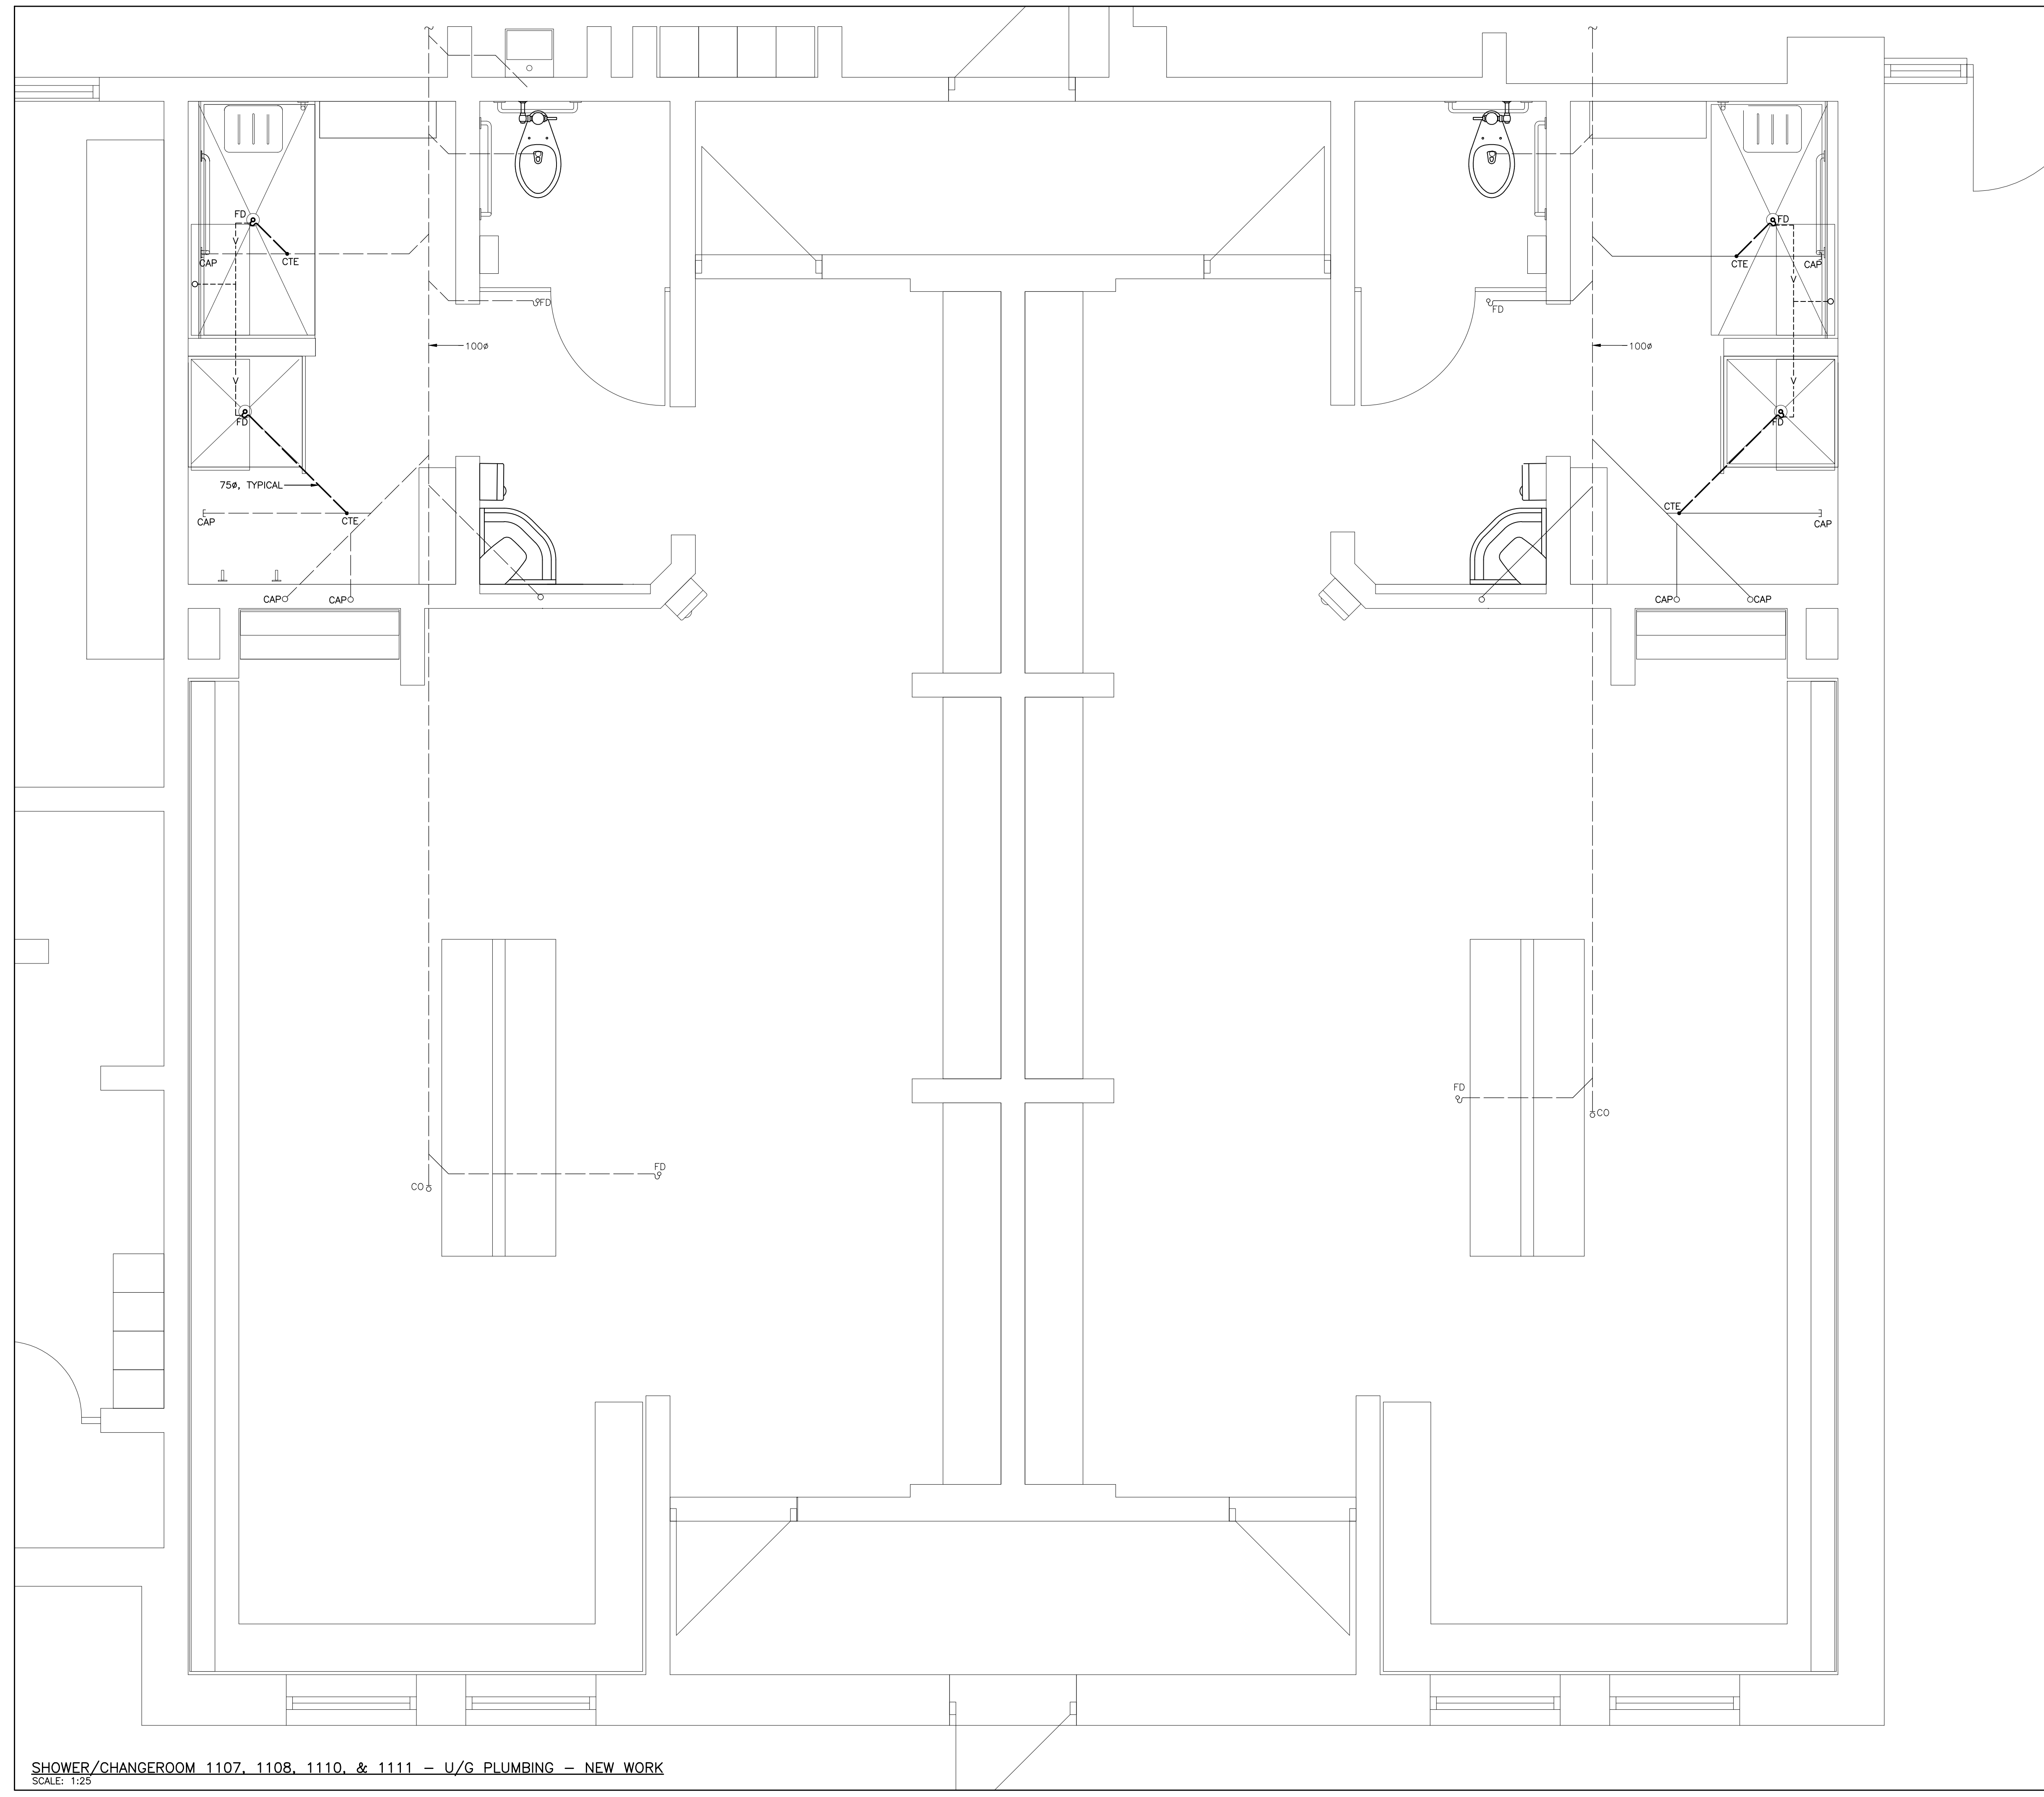 FD
FD
CTE
CTE
CAP
CAP
FD
FD
100ø
100ø
FD
FD
75ø, TYPICAL
CTE
CAP
CTE
CAP
CAP
CAP
CAP
CAP
FD
CO
FD
CO
SHOWER/CHANGEROOM 1107, 1108, 1110, & 1111 – U/G PLUMBING – NEW WORK
SCALE: 1:25